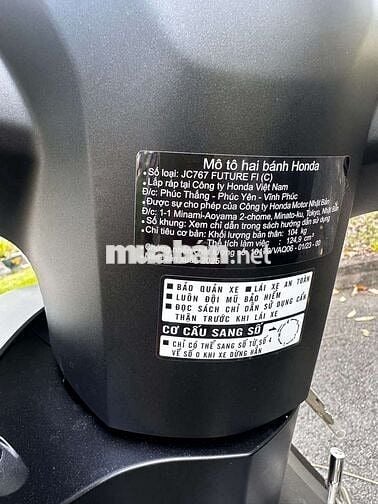 Mô tô hai bánh Honda
• Số loại: JC767 FUTURE FI (C)
• Lắp ráp tại Công ty Honda Việt Nam
Đ/c: Phúc Thắng - Phúc Yên - Vĩnh Phúc
• Được sự cho phép của Công ty Honda Motor Nhật Bản
Đ/c: 1-1 Minami-Aoyama 2-chome, Minato-ku, Tokyo, Nhật Bản
• Số khung: Xem chỉ dẫn trong sách hướng dẫn sử dụng
• Chỉ tiêu cơ bản: Khối lượng bản thân: 104 kg
Thể tích làm việc : 124,9 cm³
/VAQ06 - 01/23 - 00
muaban.net
• BẢO QUẢN XE • LÁI XE AN TOÀN
• LUÔN ĐỘI MŨ BẢO HIỂM
• ĐỌC SÁCH CHỈ DẪN SỬ DỤNG CẨN
THẬN TRƯỚC KHI LÁI XE
CƠ CẤU SANG SỐ
• CHỈ CÓ THỂ SANG SỐ TỪ SỐ 4
VỀ SỐ 0 KHI XE DỪNG HẲN